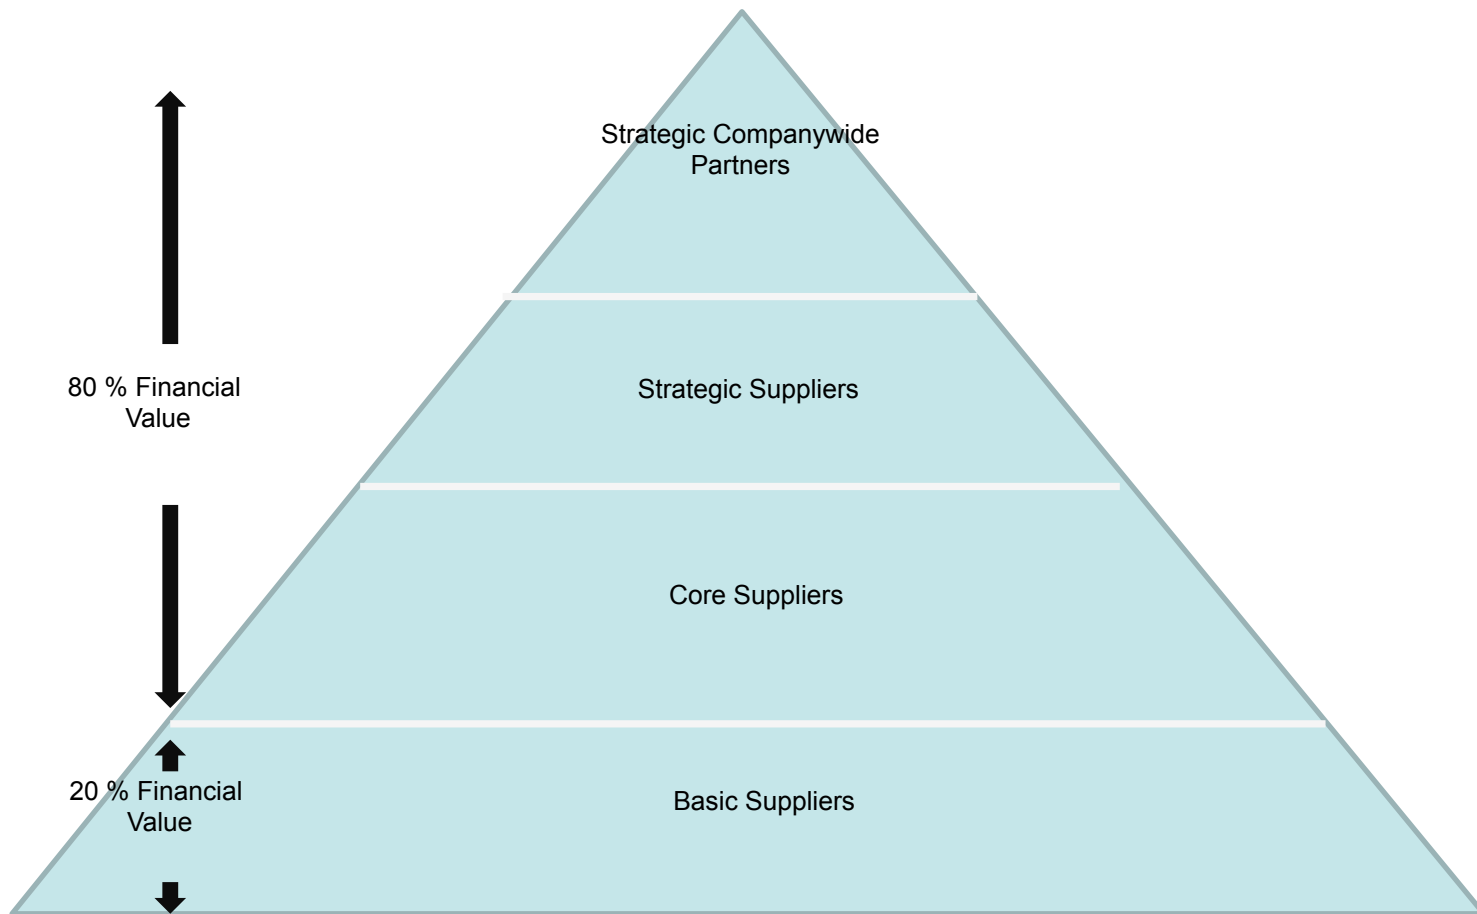 Strategic Companywide
Partners
80 % Financial
Value
Strategic Suppliers
Core Suppliers
20 % Financial
Value
Basic Suppliers